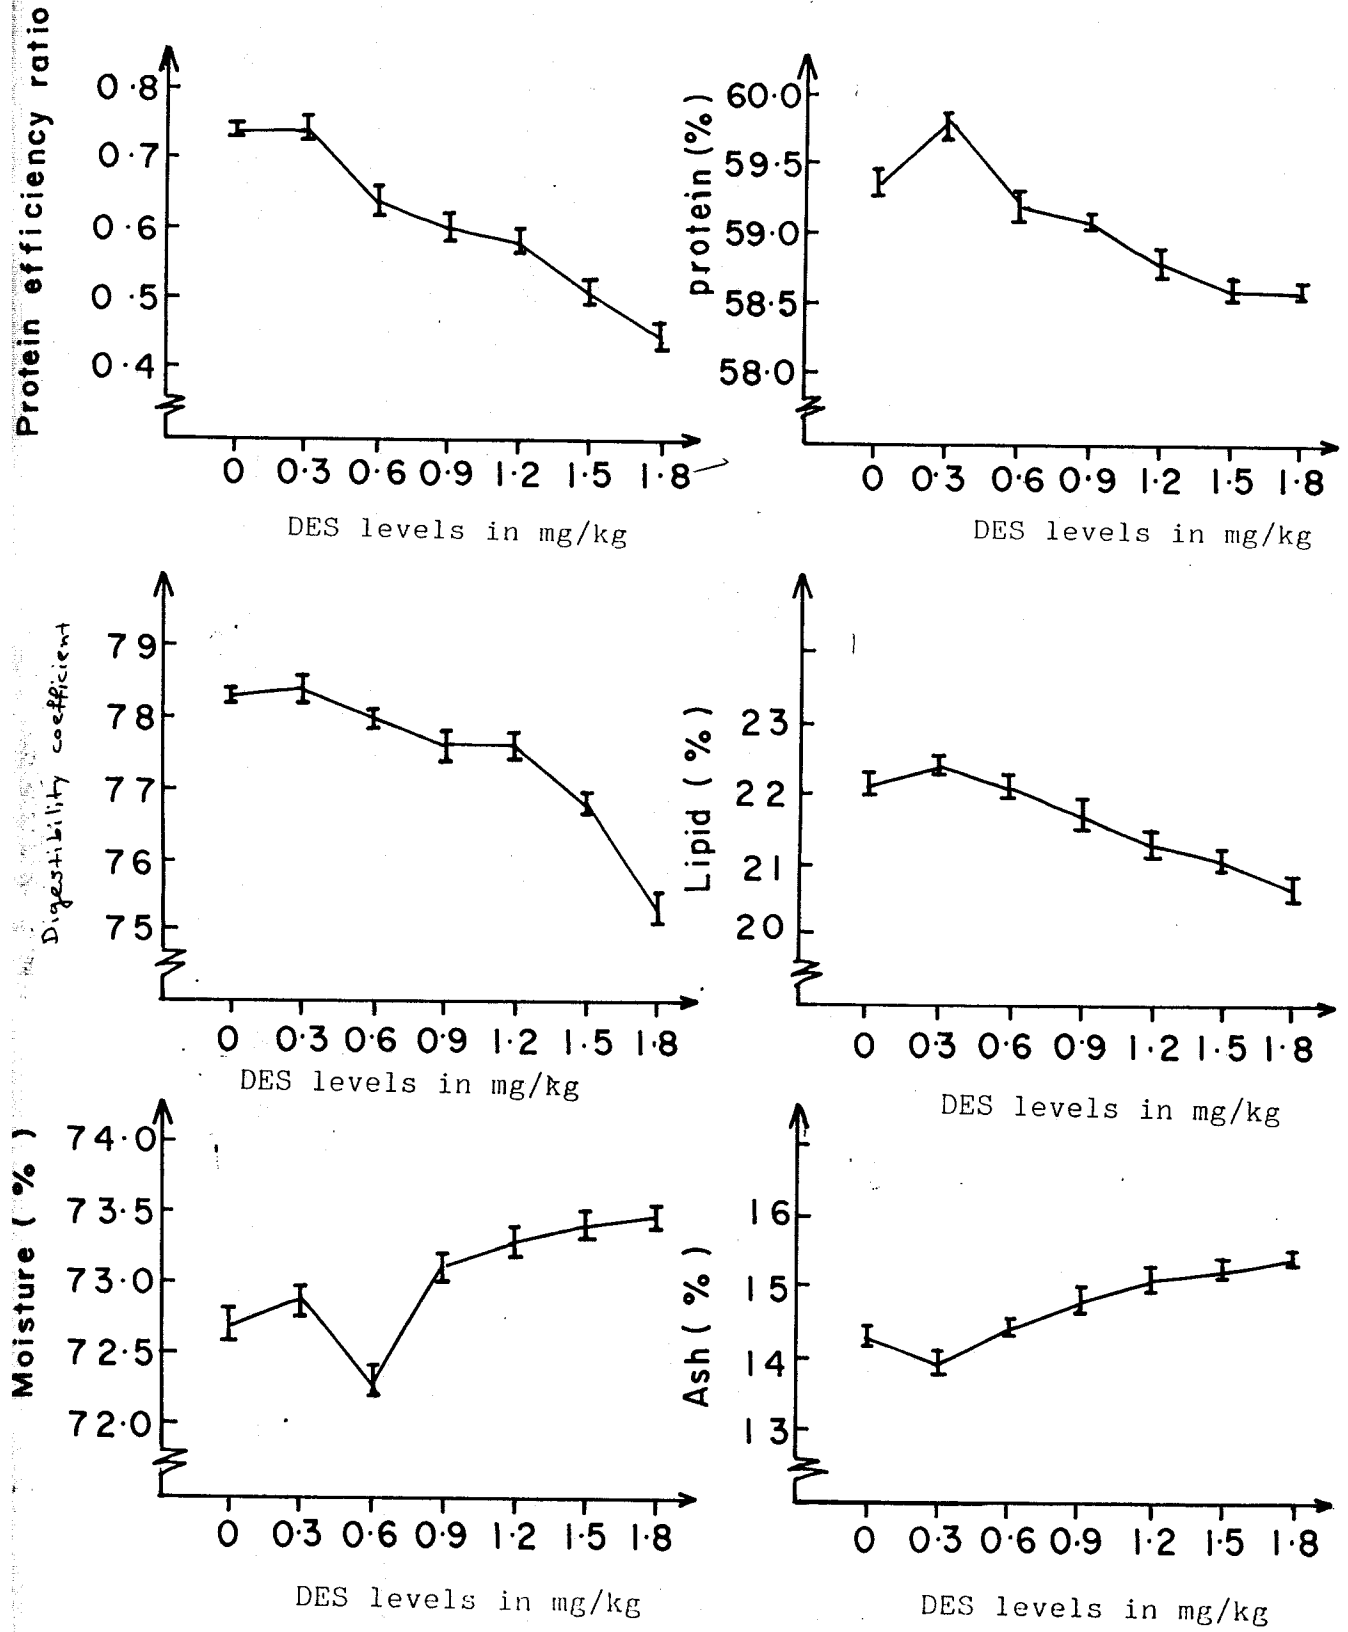 Protein efficiency ratio
0.8
0.7
0.6
0.5
0.4
0 0.3 0.6 0.9 1.2 1.5 1.8
DES levels in mg/kg
protein (%)
60.0
59.5
59.0
58.5
58.0
0 0.3 0.6 0.9 1.2 1.5 1.8
DES levels in mg/kg
Digestibility coefficient
79
78
77
76
75
0 0.3 0.6 0.9 1.2 1.5 1.8
DES levels in mg/kg
Lipid (%)
23
22
21
20
0 0.3 0.6 0.9 1.2 1.5 1.8
DES levels in mg/kg
Moisture (%)
74.0
73.5
73.0
72.5
72.0
0 0.3 0.6 0.9 1.2 1.5 1.8
DES levels in mg/kg
Ash (%)
16
15
14
13
0 0.3 0.6 0.9 1.2 1.5 1.8
DES levels in mg/kg